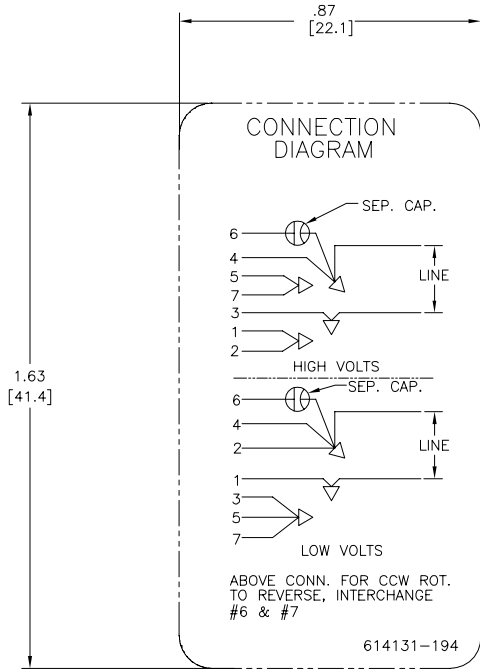 .87
[22.1]
CONNECTION
DIAGRAM
SEP. CAP.
6
4
5
7
3
1
2
LINE
HIGH VOLTS
1.63
[41.4]
SEP. CAP.
6
4
2
1
3
5
7
LINE
LOW VOLTS
ABOVE CONN. FOR CCW ROT.
TO REVERSE, INTERCHANGE
#6 & #7
614131-194